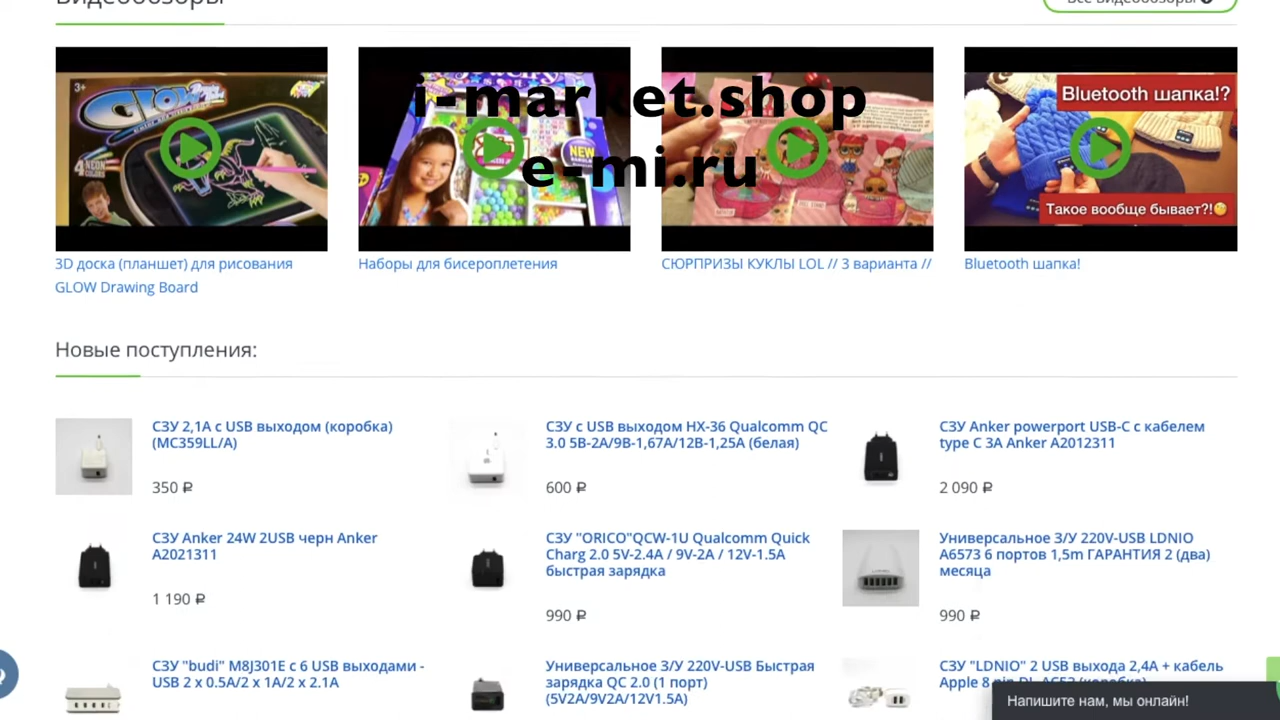 Видеообзоры
Все видеообзоры
i-market.shop
e-mi.ru
3+
GLOW
4 NEON COLORS
NEW
Bluetooth шапка!?
Такое вообще бывает?!🧐
3D доска (планшет) для рисования
GLOW Drawing Board
Наборы для бисероплетения
СЮРПРИЗЫ КУКЛЫ LOL // 3 варианта //
Bluetooth шапка!
Новые поступления:
СЗУ 2,1A с USB выходом (коробка)
(MC359LL/A)
350 ₽
СЗУ с USB выходом HX-36 Qualcomm QC
3.0 5B-2A/9B-1,67A/12B-1,25A (белая)
600 ₽
СЗУ Anker powerport USB-C с кабелем
type C 3A Anker A2012311
2 090 ₽
СЗУ Anker 24W 2USB черн Anker
A2021311
1 190 ₽
СЗУ "ORICO"QCW-1U Qualcomm Quick
Charg 2.0 5V-2.4A / 9V-2A / 12V-1.5A
быстрая зарядка
990 ₽
Универсальное З/У 220V-USB LDNIO
A6573 6 портов 1,5m ГАРАНТИЯ 2 (два)
месяца
990 ₽
СЗУ "budi" M8J301E с 6 USB выходами -
USB 2 x 0.5A/2 x 1A/2 x 2.1A
Универсальное З/У 220V-USB Быстрая
зарядка QC 2.0 (1 порт)
(5V2A/9V2A/12V1.5A)
СЗУ "LDNIO" 2 USB выхода 2,4A + кабель
Apple 8 pin DL-AC52 (коробка)
Напишите нам, мы онлайн!